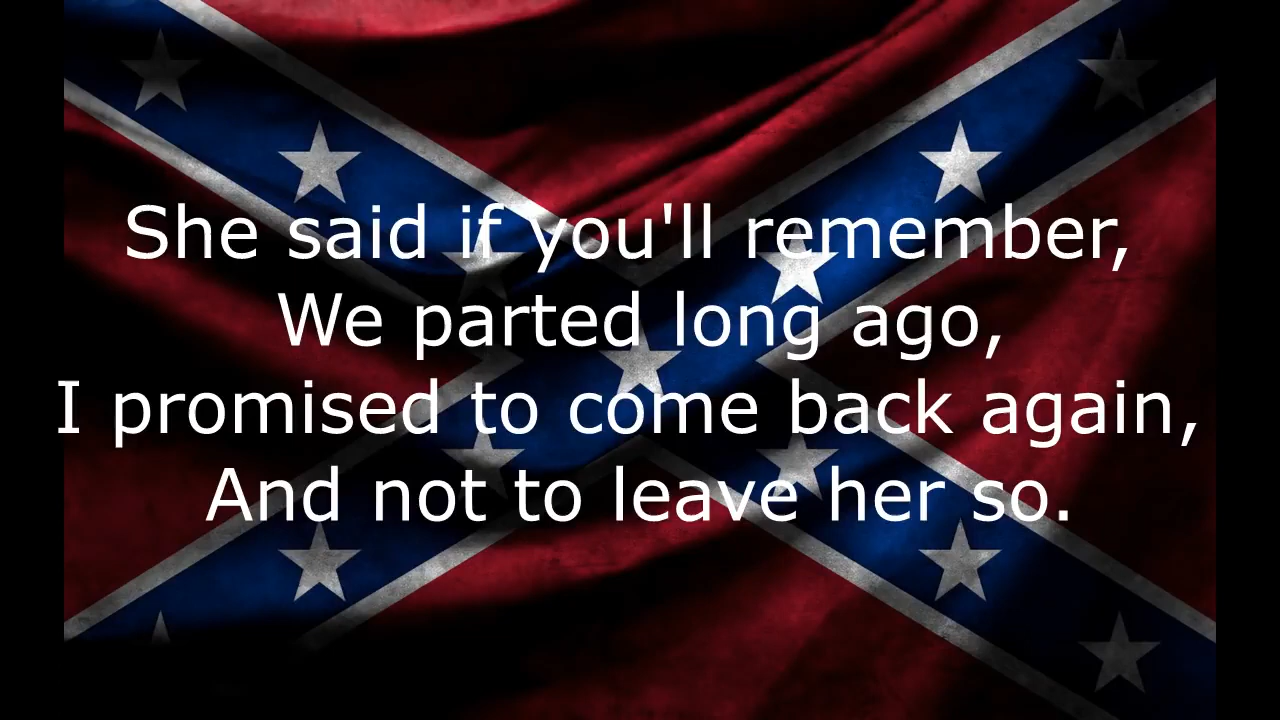 She said if you'll remember,
We parted long ago,
I promised to come back again,
And not to leave her so.